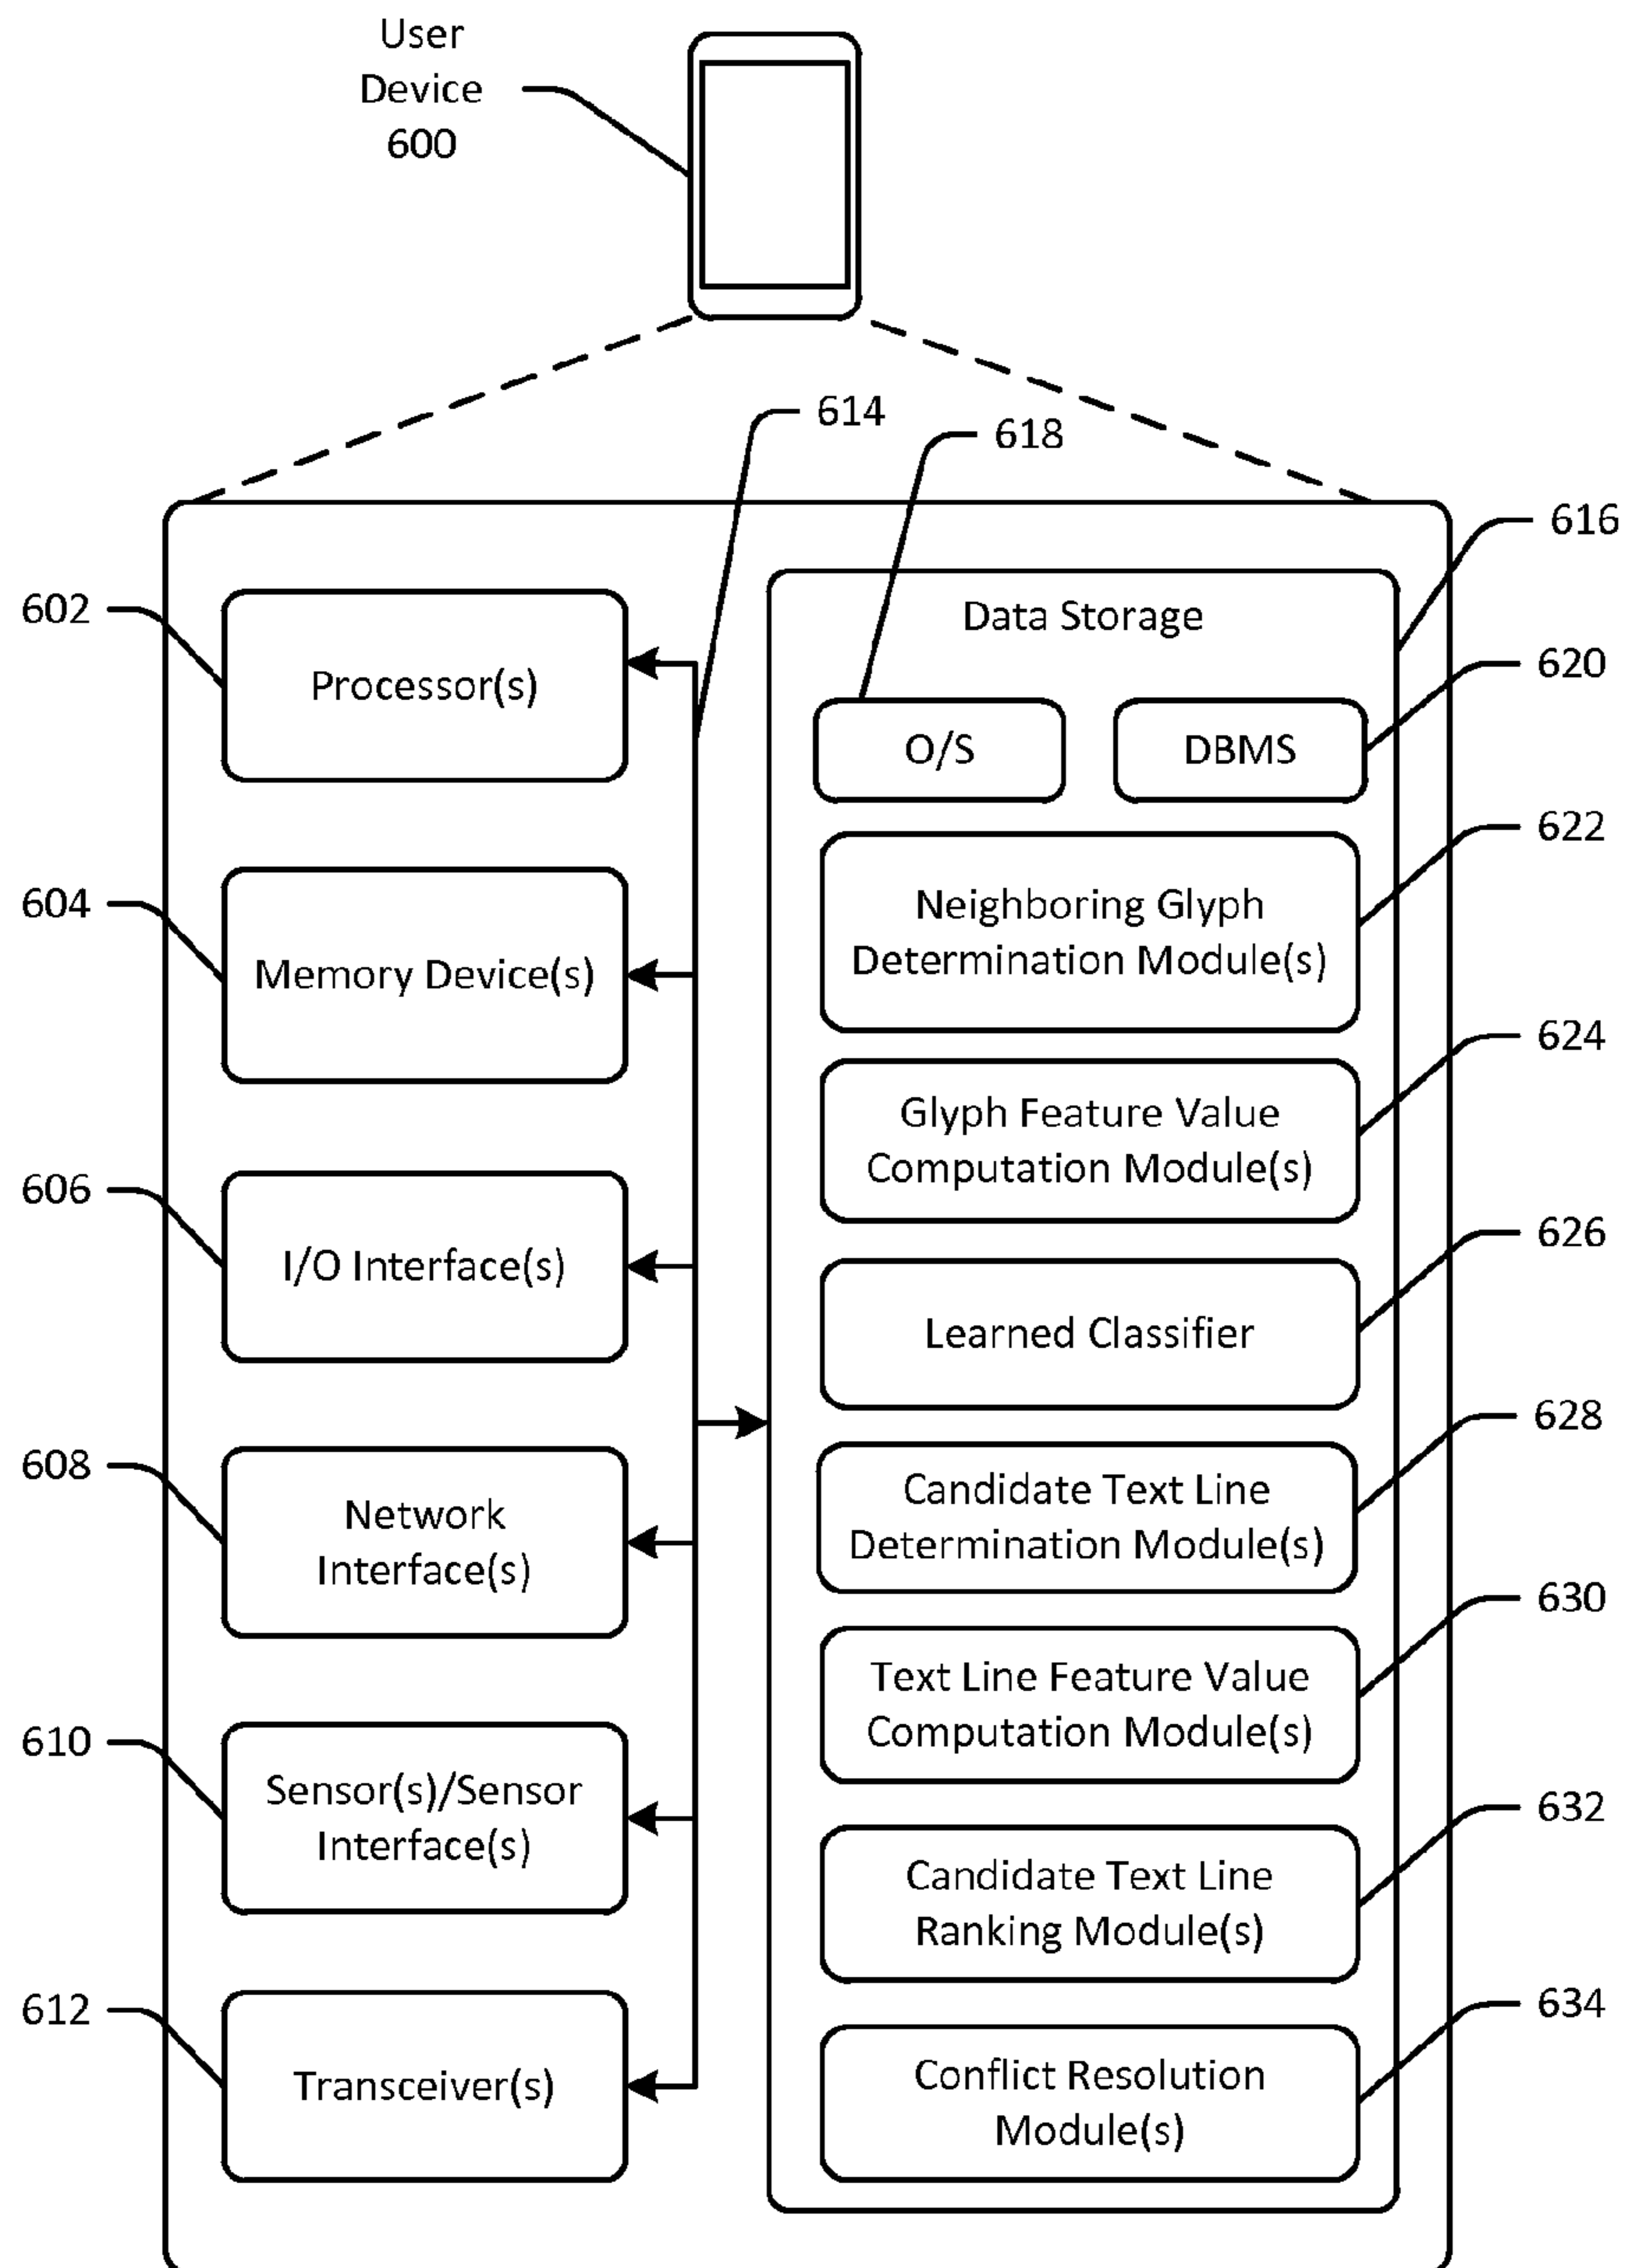 User
Device
600
614
618
616
602
Processor(s)
604
Memory Device(s)
606
I/O Interface(s)
608
Network
Interface(s)
610
Sensor(s)/Sensor
Interface(s)
612
Transceiver(s)
Data Storage
O/S
DBMS
620
Neighboring Glyph
Determination Module(s)
622
Glyph Feature Value
Computation Module(s)
624
Learned Classifier
626
Candidate Text Line
Determination Module(s)
628
Text Line Feature Value
Computation Module(s)
630
Candidate Text Line
Ranking Module(s)
632
Conflict Resolution
Module(s)
634